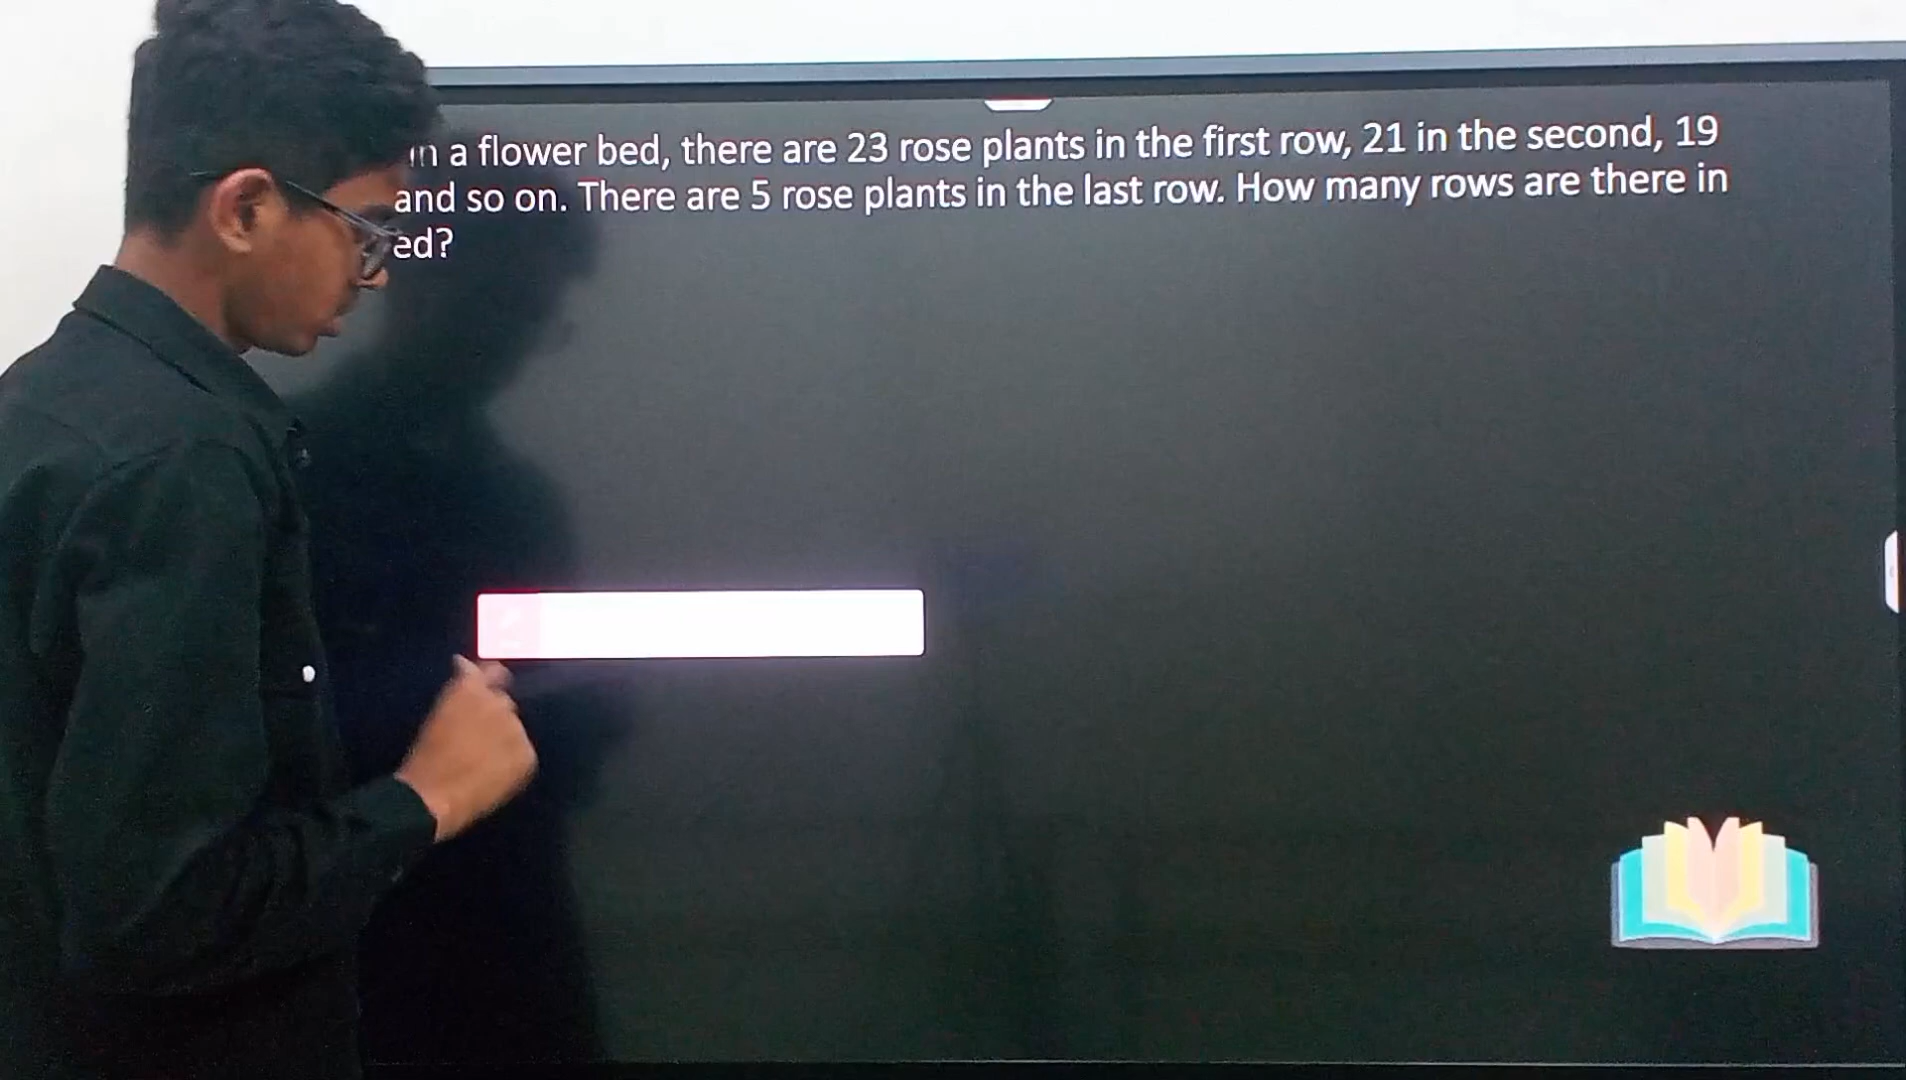 in a flower bed, there are 23 rose plants in the first row, 21 in the second, 19
and so on. There are 5 rose plants in the last row. How many rows are there in
ed?